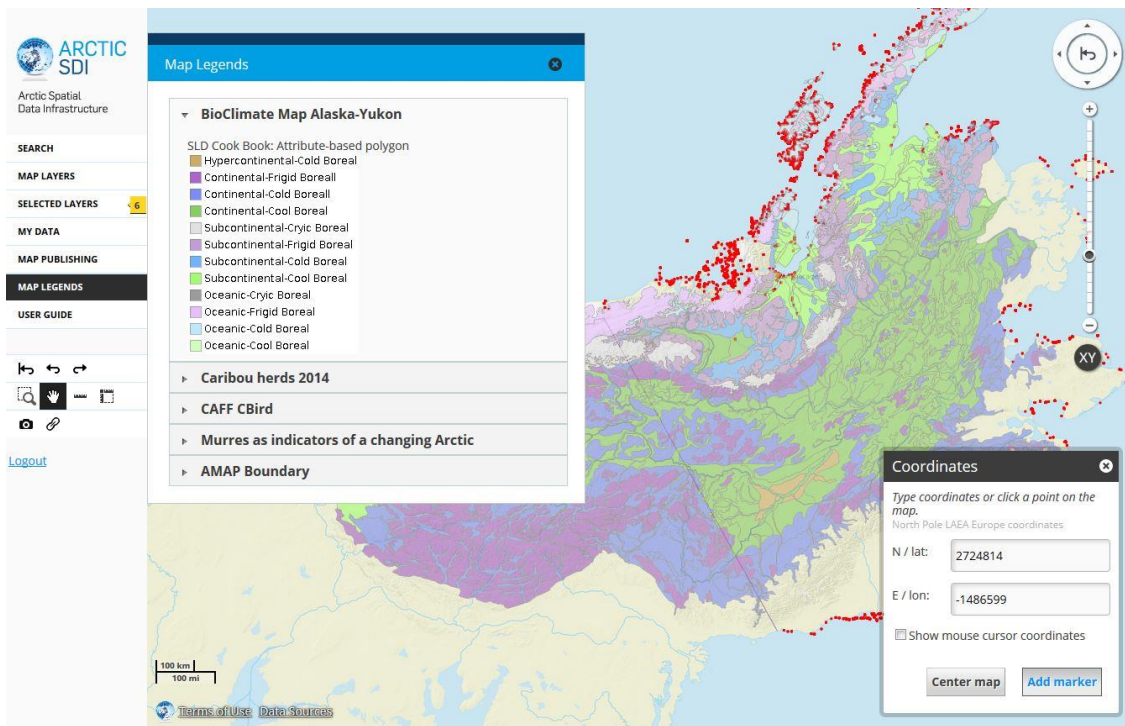 ARCTIC
SDI
Arctic Spatial
Data Infrastructure
SEARCH
MAP LAYERS
SELECTED LAYERS
6
MY DATA
MAP PUBLISHING
MAP LEGENDS
USER GUIDE
Logout
Map Legends
BioClimate Map Alaska-Yukon
SLD Cook Book: Attribute-based polygon
Hypercontinental-Cold Boreal
Continental-Frigid Boreall
Continental-Cold Boreall
Continental-Cool Boreal
Subcontinental-Cryic Boreal
Subcontinental-Frigid Boreal
Subcontinental-Cold Boreal
Subcontinental-Cool Boreal
Oceanic-Cryic Boreal
Oceanic-Frigid Boreal
Oceanic-Cold Boreal
Oceanic-Cool Boreal
Caribou herds 2014
CAFF CBird
Murres as indicators of a changing Arctic
AMAP Boundary
XY
Coordinates
Type coordinates or click a point on the
map.
North Pole LAEA Europe coordinates
N / lat:
2724814
E / lon:
-1486599
Show mouse cursor coordinates
Center map
Add marker
100 km
100 mi
Terms of Use Data Sources